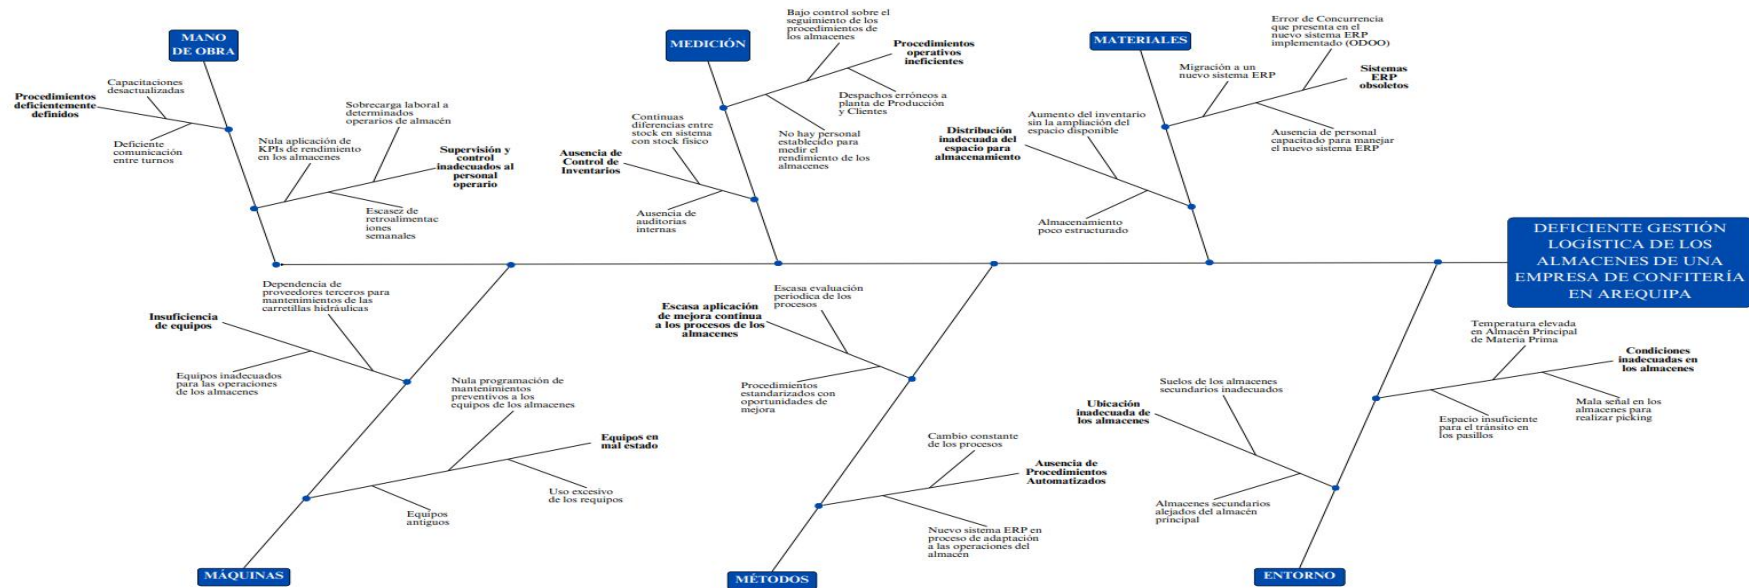 MANO
DE OBRA
Capacitaciones
desactualizadas
Procedimientos
deficientemente
definidos
Deficiente
comunicación
entre turnos
Sobrecarga laboral a
determinados
operarios de almacén
Nula aplicación de
KPIs de rendimiento
en los almacenes
Supervisión y
control
inadecuados al
personal
operario
Escasez de
retroalimentac
iones
semanales
MEDICIÓN
Bajo control sobre el
seguimiento de los
procedimientos de
los almacenes
Procedimientos
operativos
ineficientes
Despachos erróneos a
planta de Producción
y Clientes
No hay personal
establecido para
medir el
rendimiento de los
almacenes
Continuas
diferencias entre
stock en sistema
con stock físico
Ausencia de
Control de
Inventarios
Ausencia de
auditorias
internas
MATERIALES
Error de Concurrencia
que presenta en el
nuevo sistema ERP
implementado (ODOO)
Migración a un
nuevo sistema ERP
Sistemas
ERP
obsoletos
Ausencia de personal
capacitado para manejar
el nuevo sistema ERP
Aumento del inventario
sin la ampliación del
espacio disponible
Distribución
inadecuada del
espacio para
almacenamiento
Almacenamiento
poco estructurado
DEFICIENTE GESTIÓN
LOGÍSTICA DE LOS
ALMACENES DE UNA
EMPRESA DE CONFITERÍA
EN AREQUIPA
Dependencia de
proveedores terceros para
mantenimientos de las
carretillas hidráulicas
Insuficiencia
de equipos
Equipos inadecuados
para las operaciones
de los almacenes
Nula programación de
mantenimientos
preventivos a los
equipos de los almacenes
Equipos en
mal estado
Uso excesivo
de los requipos
Equipos
antiguos
MÁQUINAS
Escasa evaluación
periodica de los
procesos
Escasa aplicación
de mejora continua
a los procesos de los
almacenes
Procedimientos
estandarizados con
oportunidades de
mejora
Cambio constante
de los procesos
Ausencia de
Procedimientos
Automatizados
Nuevo sistema ERP en
proceso de adaptación
a las operaciones del
almacén
MÉTODOS
Temperatura elevada
en Almacén Principal
de Materia Prima
Condiciones
inadecuadas en
los almacenes
Mala señal en los
almacenes para
realizar picking
Espacio insuficiente
para el tránsito en
los pasillos
Suelos de los almacenes
secundarios inadecuados
Ubicación
inadecuada de
los almacenes
Almacenes secundarios
alejados del almacén
principal
ENTORNO